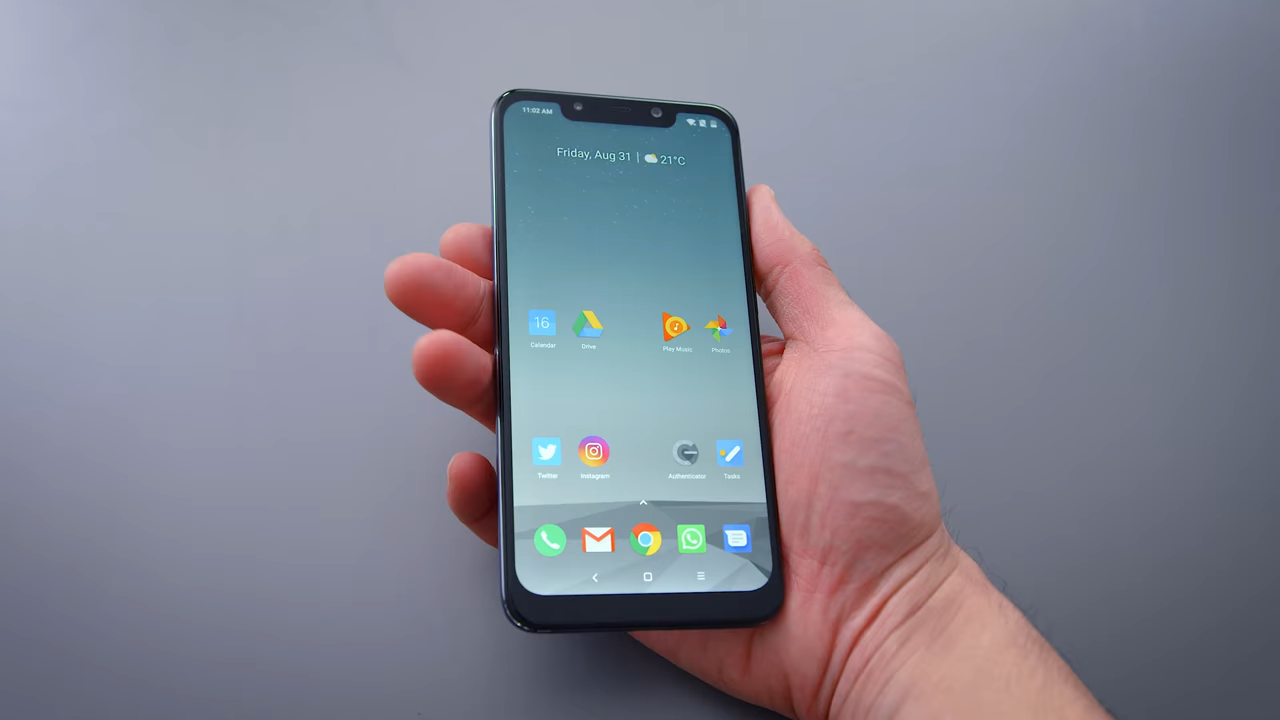 11:02 AM
Friday, Aug 31 | 21°C
16
Calendar Drive Play Music Photos
Twitter Instagram Authenticator Tasks